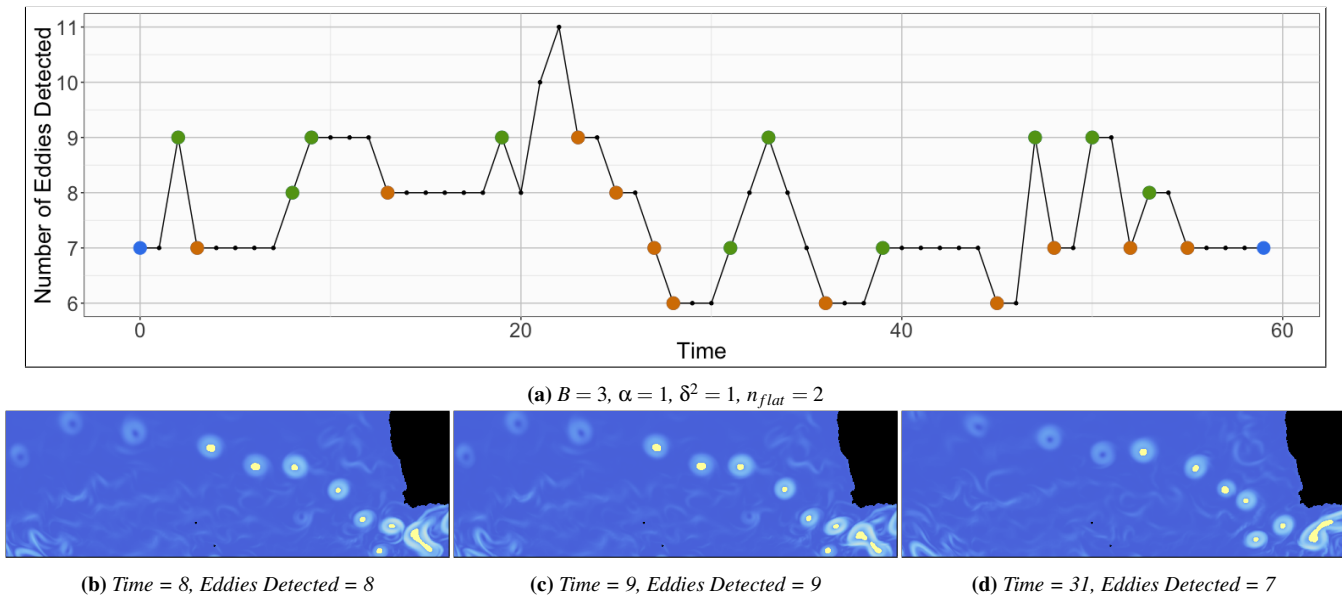 11
10
9
8
7
6
Number of Eddies Detected
0
20
40
60
Time
(a) B = 3, α = 1, δ² = 1, n_flat = 2
(b) Time = 8, Eddies Detected = 8
(c) Time = 9, Eddies Detected = 9
(d) Time = 31, Eddies Detected = 7